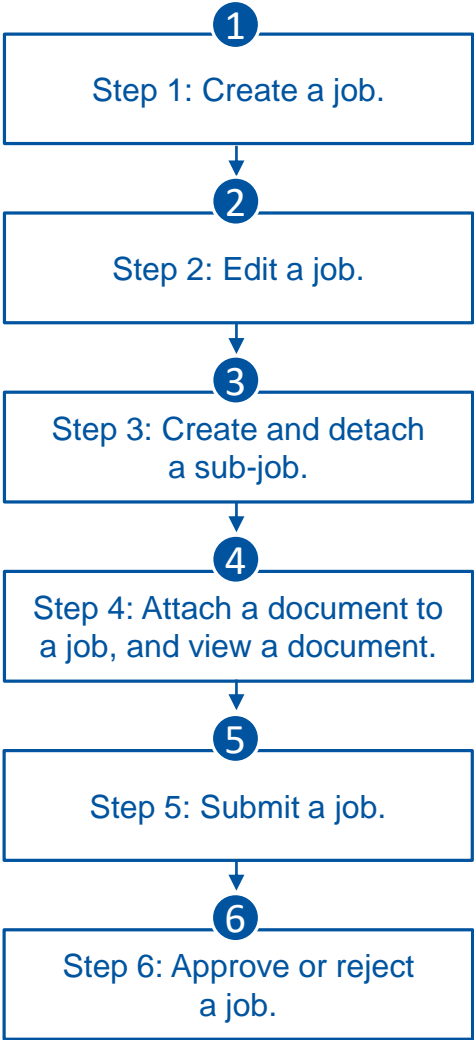 1
Step 1: Create a job.
2
Step 2: Edit a job.
3
Step 3: Create and detach
a sub-job.
4
Step 4: Attach a document to
a job, and view a document.
5
Step 5: Submit a job.
6
Step 6: Approve or reject
a job.